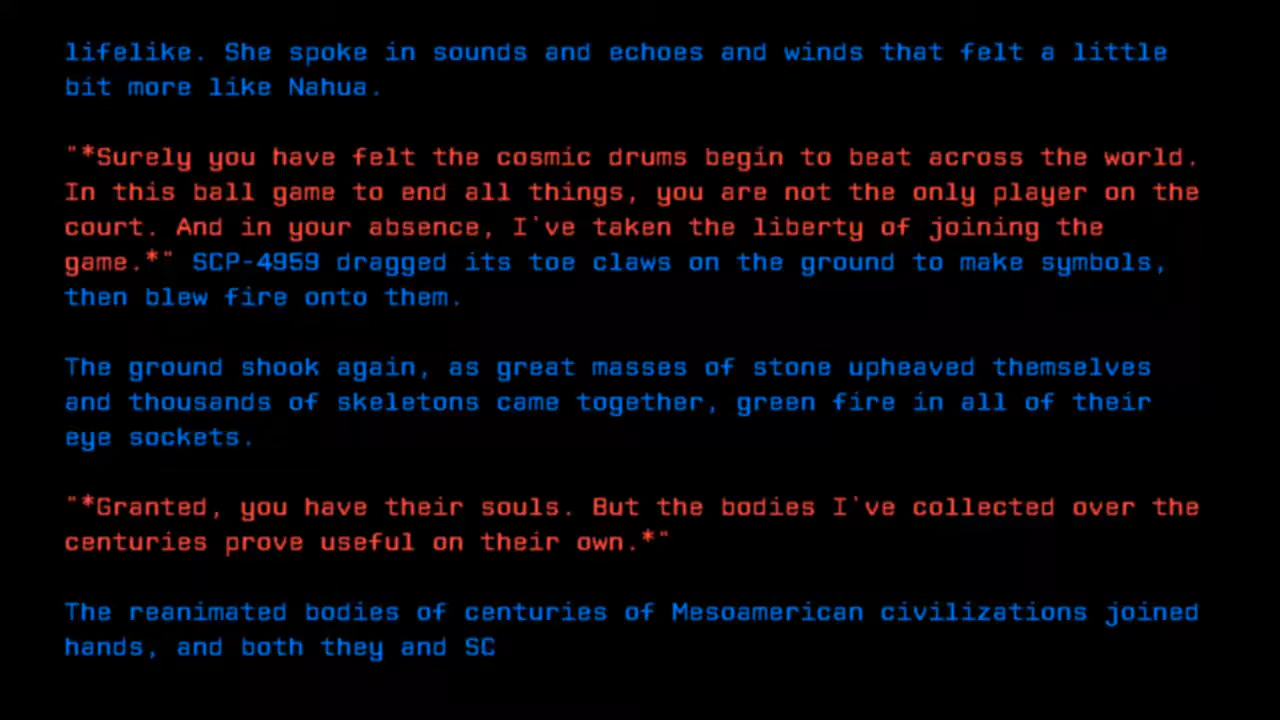 lifelike. She spoke in sounds and echoes and winds that felt a little
bit more like Nahua.
"*Surely you have felt the cosmic drums begin to beat across the world.
In this ball game to end all things, you are not the only player on the
court. And in your absence, I've taken the liberty of joining the
game.*" SCP-4959 dragged its toe claws on the ground to make symbols,
then blew fire onto them.
The ground shook again, as great masses of stone upheaved themselves
and thousands of skeletons came together, green fire in all of their
eye sockets.
"*Granted, you have their souls. But the bodies I've collected over the
centuries prove useful on their own.*"
The reanimated bodies of centuries of Mesoamerican civilizations joined
hands, and both they and SC